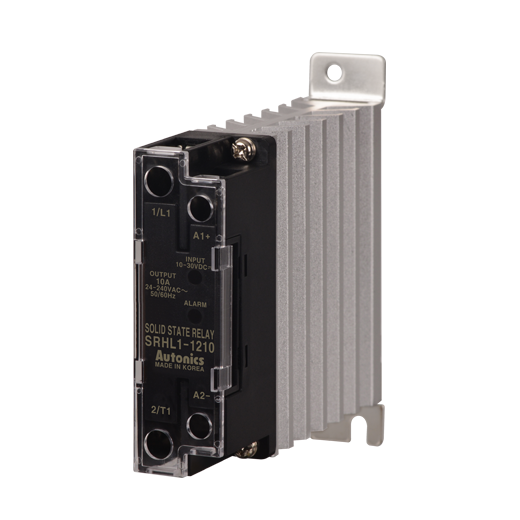 1/L1
A1+
INPUT
10-30VDC⎓
OUTPUT
10A
24-240VAC～
50/60Hz
ALARM
SOLID STATE RELAY
SRHL1-1210
Autonics
MADE IN KOREA
A2-
2/T1